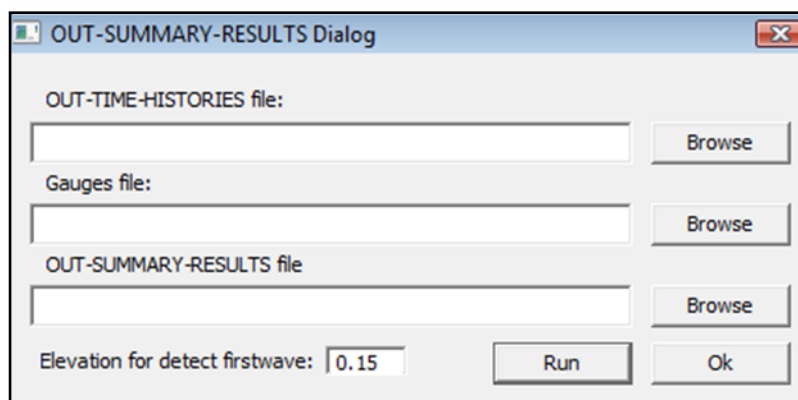 OUT-SUMMARY-RESULTS Dialog
OUT-TIME-HISTORIES file:
Browse
Gauges file:
Browse
OUT-SUMMARY-RESULTS file
Browse
Elevation for detect firstwave: 0.15 Run Ok